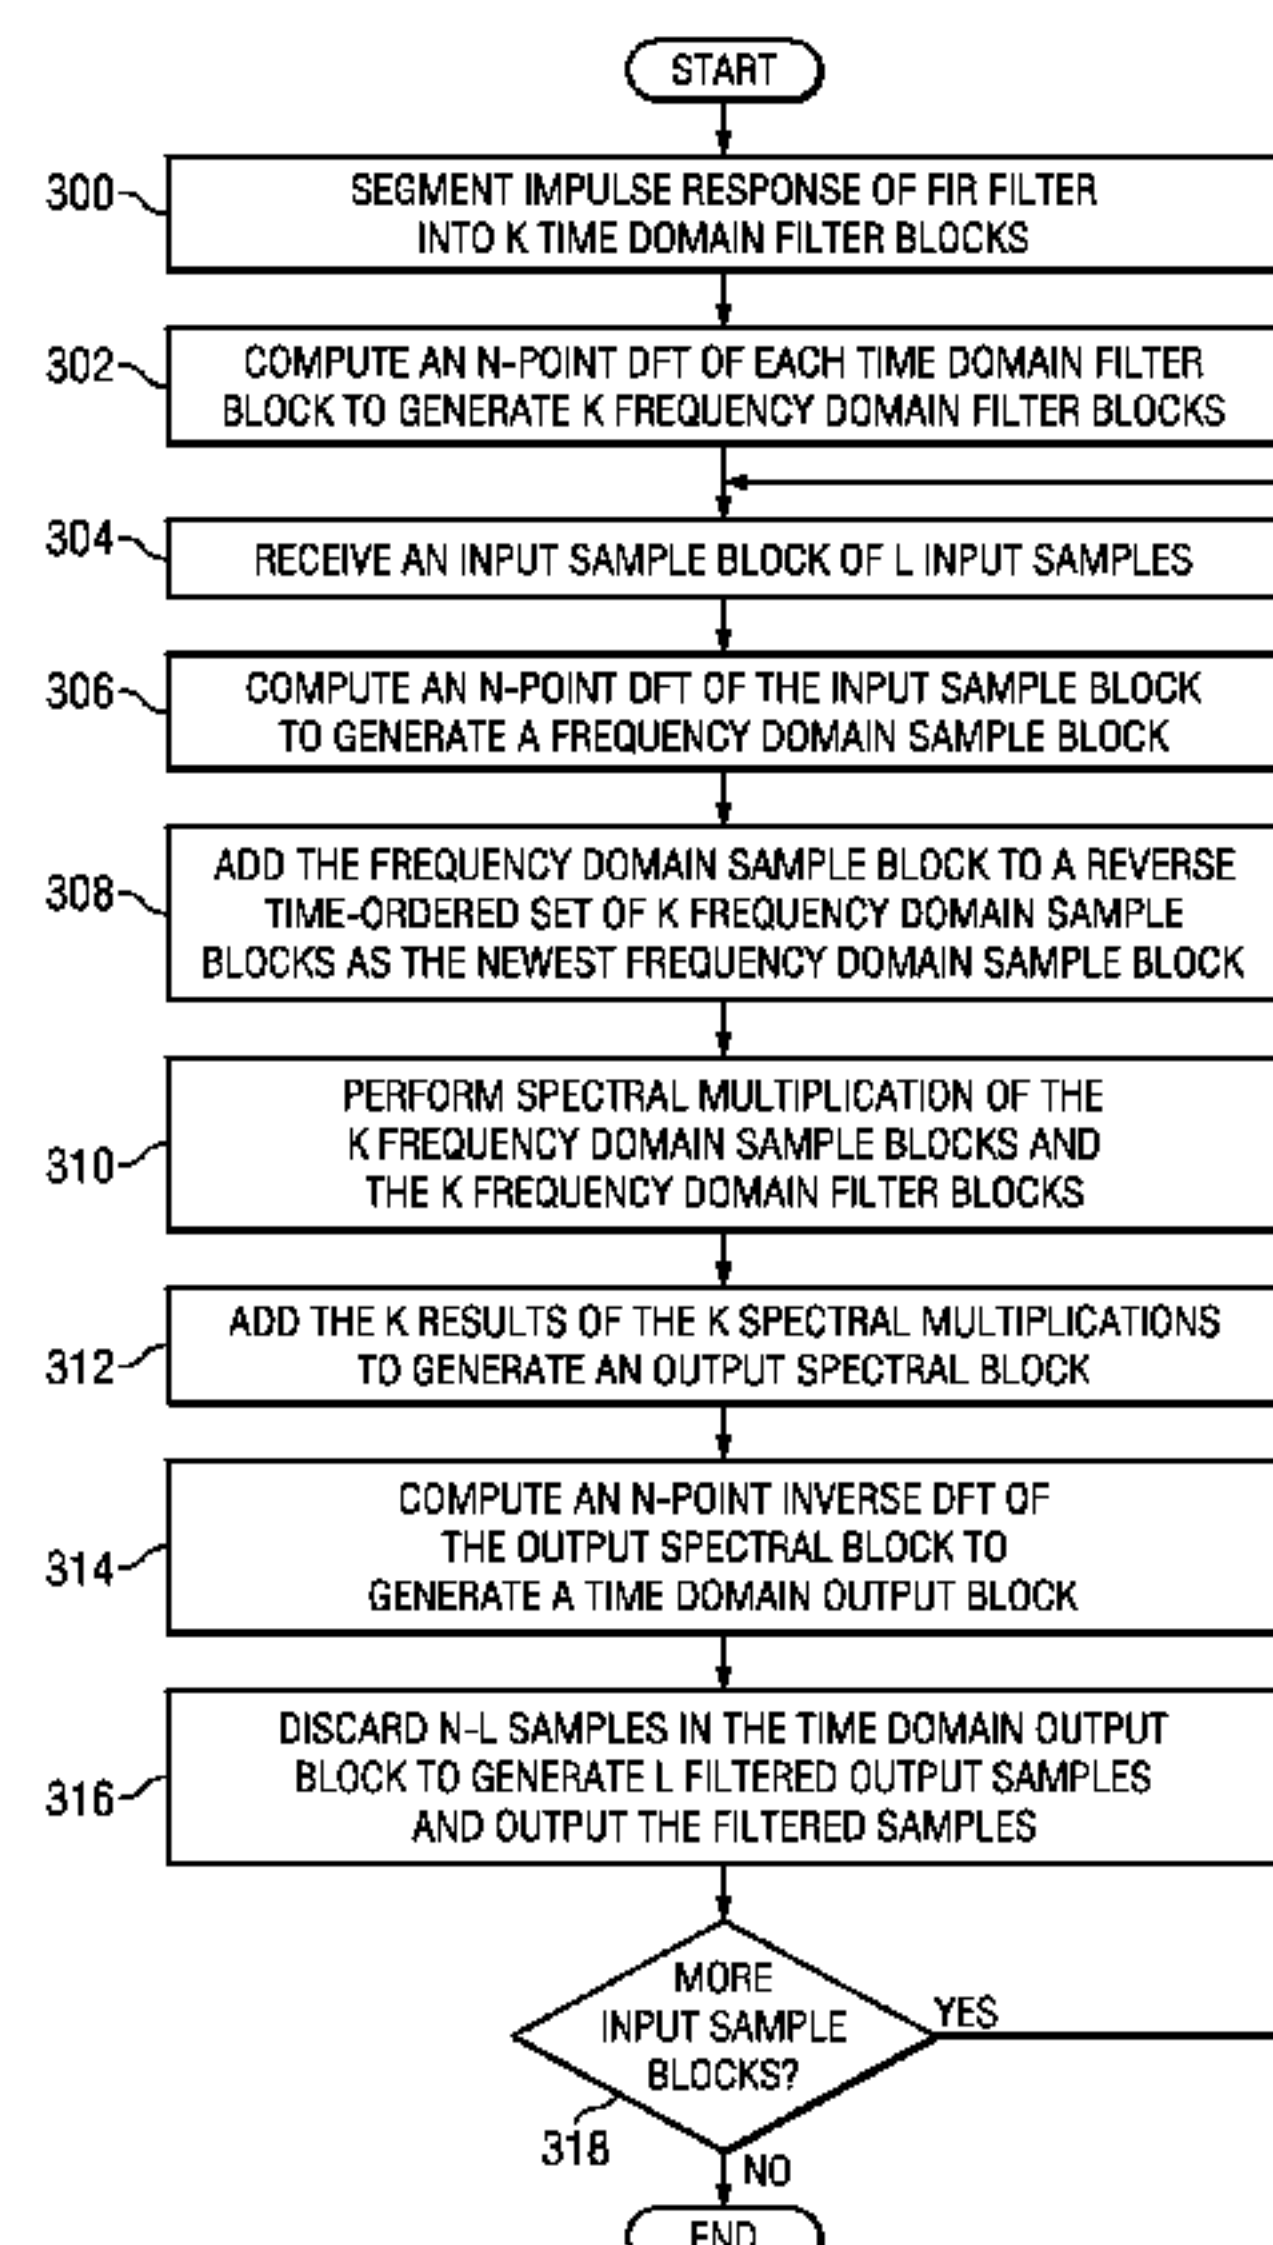 START
300
SEGMENT IMPULSE RESPONSE OF FIR FILTER
INTO K TIME DOMAIN FILTER BLOCKS
302
COMPUTE AN N-POINT DFT OF EACH TIME DOMAIN FILTER
BLOCK TO GENERATE K FREQUENCY DOMAIN FILTER BLOCKS
304
RECEIVE AN INPUT SAMPLE BLOCK OF L INPUT SAMPLES
306
COMPUTE AN N-POINT DFT OF THE INPUT SAMPLE BLOCK
TO GENERATE A FREQUENCY DOMAIN SAMPLE BLOCK
308
ADD THE FREQUENCY DOMAIN SAMPLE BLOCK TO A REVERSE
TIME-ORDERED SET OF K FREQUENCY DOMAIN SAMPLE
BLOCKS AS THE NEWEST FREQUENCY DOMAIN SAMPLE BLOCK
310
PERFORM SPECTRAL MULTIPLICATION OF THE
K FREQUENCY DOMAIN SAMPLE BLOCKS AND
THE K FREQUENCY DOMAIN FILTER BLOCKS
312
ADD THE K RESULTS OF THE K SPECTRAL MULTIPLICATIONS
TO GENERATE AN OUTPUT SPECTRAL BLOCK
314
COMPUTE AN N-POINT INVERSE DFT OF
THE OUTPUT SPECTRAL BLOCK TO
GENERATE A TIME DOMAIN OUTPUT BLOCK
316
DISCARD N-L SAMPLES IN THE TIME DOMAIN OUTPUT
BLOCK TO GENERATE L FILTERED OUTPUT SAMPLES
AND OUTPUT THE FILTERED SAMPLES
MORE
INPUT SAMPLE
BLOCKS?
YES
318
NO
END